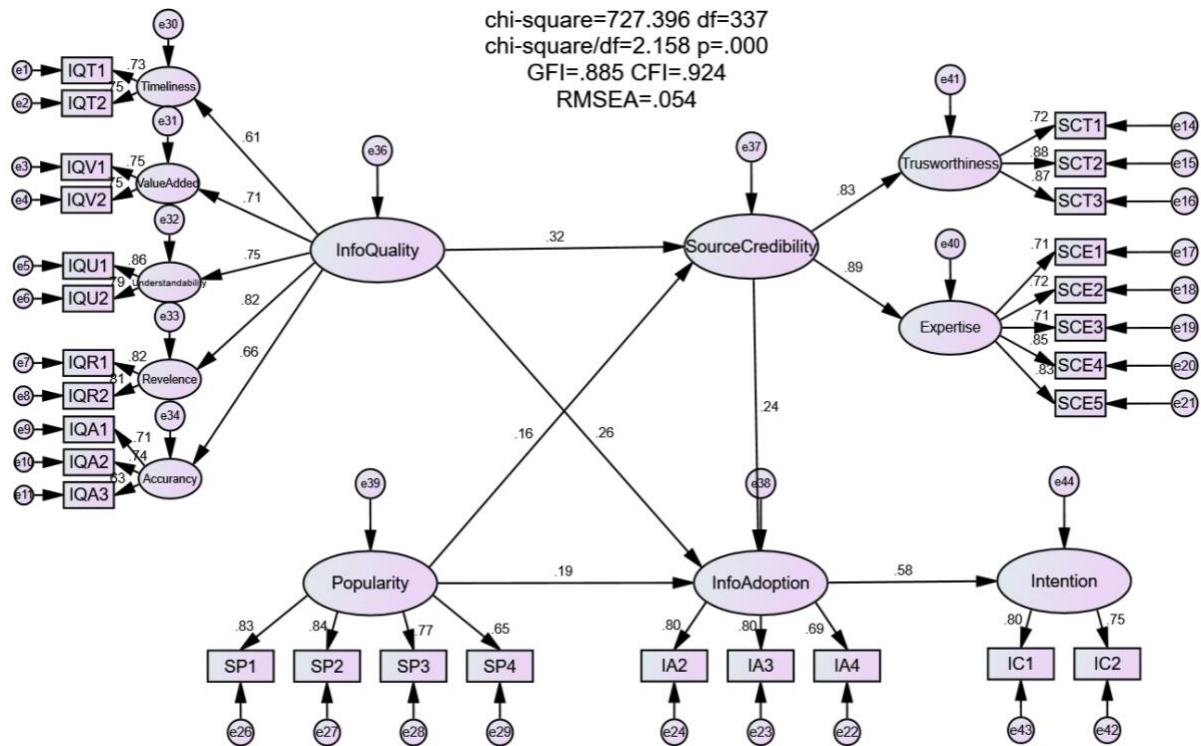 chi-square=727.396 df=337
chi-square/df=2.158 p=.000
GFI=.885 CFI=.924
RMSEA=.054
e30
e1
IQT1
.73
Timeliness
e2
IQT2
.75
e31
.61
e3
IQV1
.75
ValueAdded
e4
IQV2
.75
.71
e32
e5
IQU1
.86
Understandability
e6
IQU2
.79
.75
e33
e7
IQR1
.82
Revelence
e8
IQR2
.81
.82
e34
e9
IQA1
.71
e10
IQA2
.74
Accurancy
e11
IQA3
.63
.66
e36
InfoQuality
.32
e37
SourceCredibility
.83
.89
e41
Trusworthiness
.72
SCT1
e14
.88
SCT2
e15
.87
SCT3
e16
e40
Expertise
.71
SCE1
e17
.72
SCE2
e18
.71
SCE3
e19
.85
SCE4
e20
.83
SCE5
e21
.16
.26
.24
e39
Popularity
.19
e38
InfoAdoption
.58
e44
Intention
.83
.84
.77
.65
.80
.80
.69
.80
.75
SP1
SP2
SP3
SP4
IA2
IA3
IA4
IC1
IC2
e26
e27
e28
e29
e24
e23
e22
e43
e42